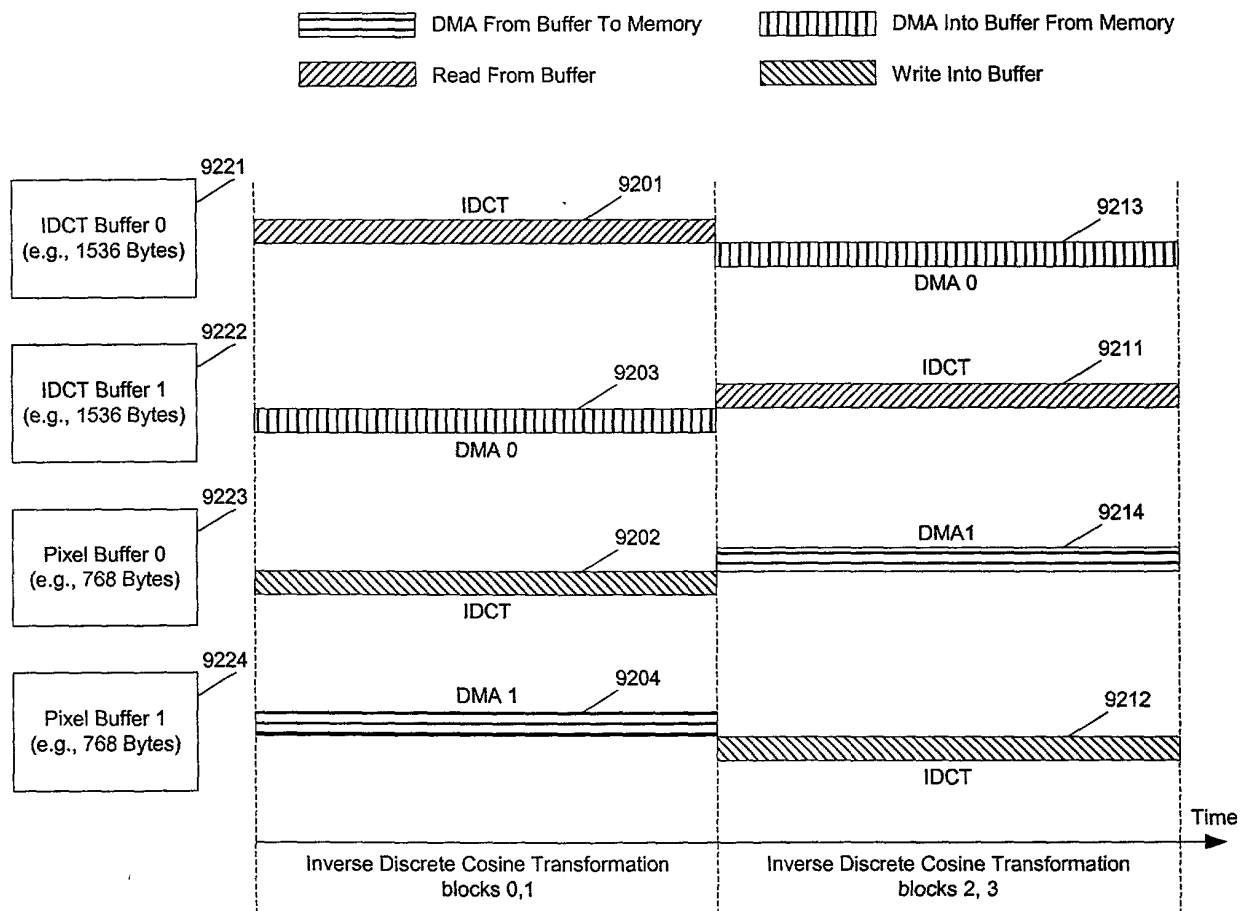 DMA From Buffer To Memory
DMA Into Buffer From Memory
Read From Buffer
Write Into Buffer
9221
IDCT Buffer 0
(e.g., 1536 Bytes)
IDCT
9201
9213
DMA 0
9222
IDCT Buffer 1
(e.g., 1536 Bytes)
9203
DMA 0
IDCT
9211
9223
Pixel Buffer 0
(e.g., 768 Bytes)
9202
IDCT
DMA1
9214
9224
Pixel Buffer 1
(e.g., 768 Bytes)
DMA 1
9204
9212
IDCT
Time
Inverse Discrete Cosine Transformation
blocks 0,1
Inverse Discrete Cosine Transformation
blocks 2, 3